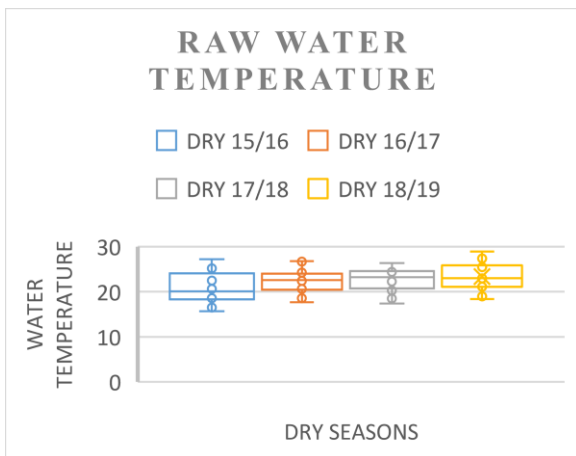 RAW WATER
TEMPERATURE
DRY 15/16
DRY 16/17
DRY 17/18
DRY 18/19
WATER
TEMPERATURE
30
20
10
0
DRY SEASONS